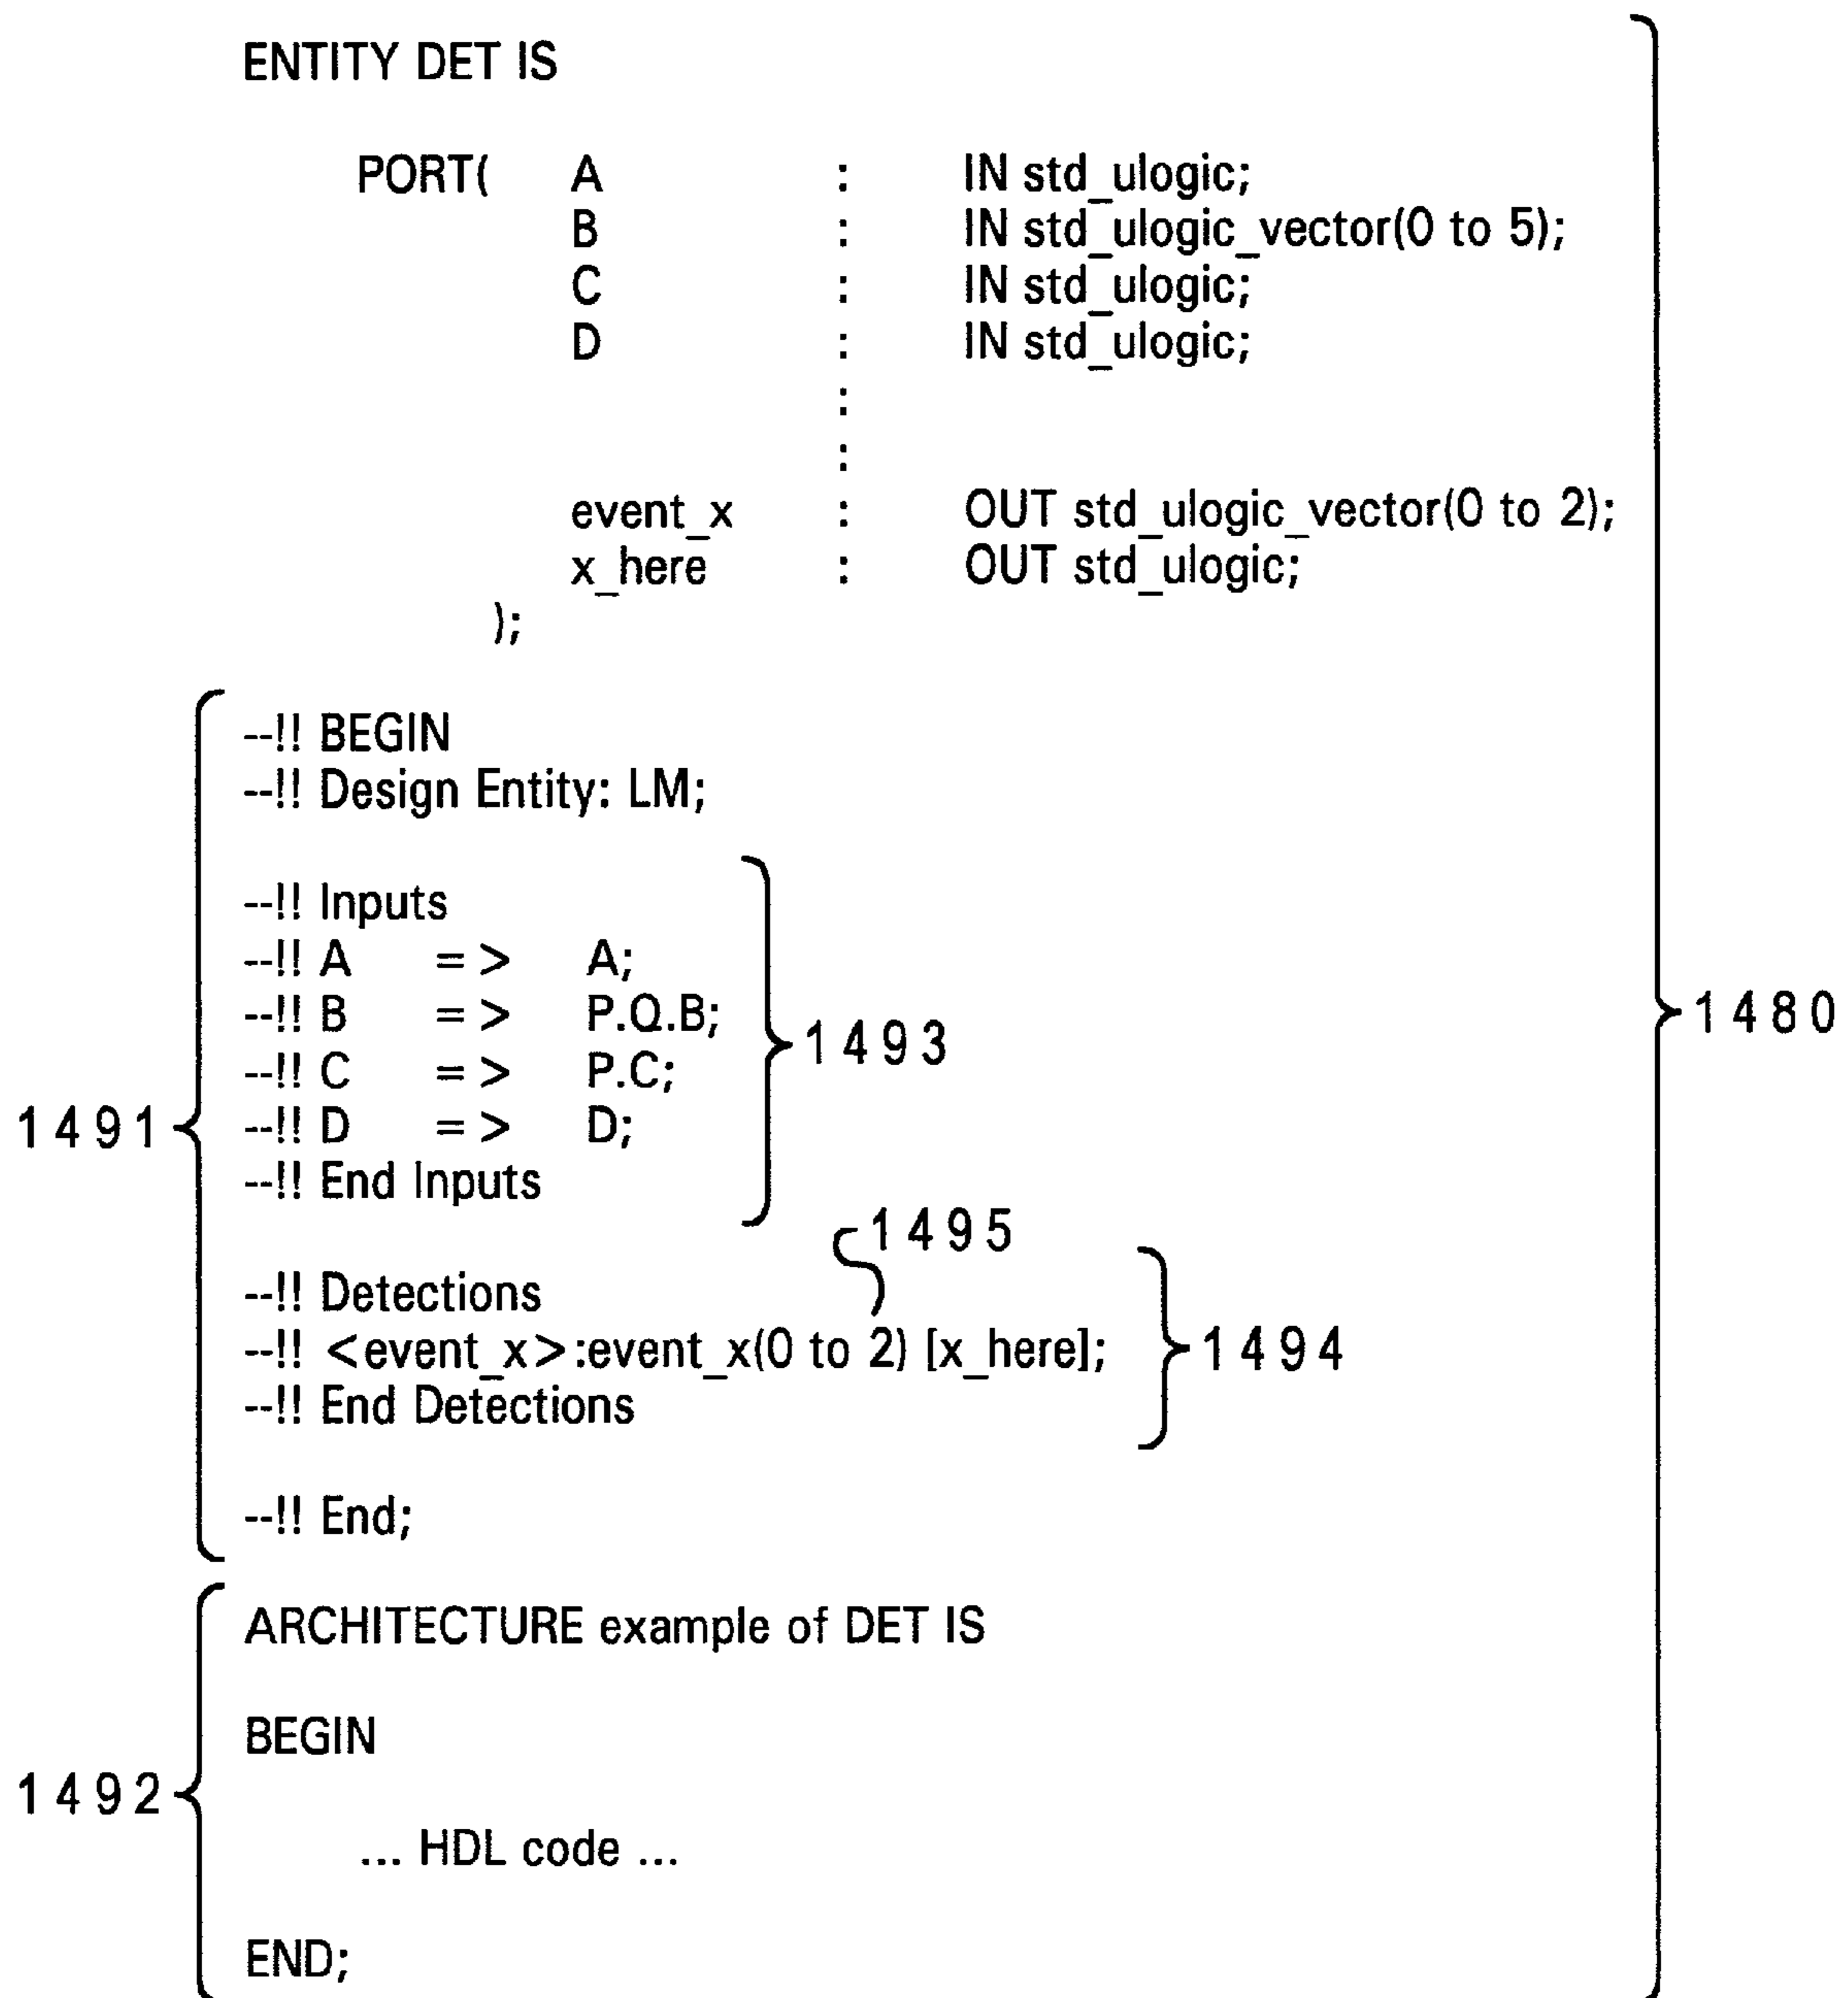 ENTITY DET IS
PORT( A : IN std_ulogic;
B : IN std_ulogic_vector(0 to 5);
C : IN std_ulogic;
D : IN std_ulogic;
:
:
event_x : OUT std_ulogic_vector(0 to 2);
x_here : OUT std_ulogic;
);
--!! BEGIN
--!! Design Entity: LM;
--!! Inputs
--!! A => A;
--!! B => P.Q.B;
--!! C => P.C;
--!! D => D;
--!! End Inputs
1493
1480
1491
1495
--!! Detections
--!! <event_x>:event_x(0 to 2) [x_here];
--!! End Detections
1494
--!! End;
ARCHITECTURE example of DET IS
BEGIN
1492
... HDL code ...
END;